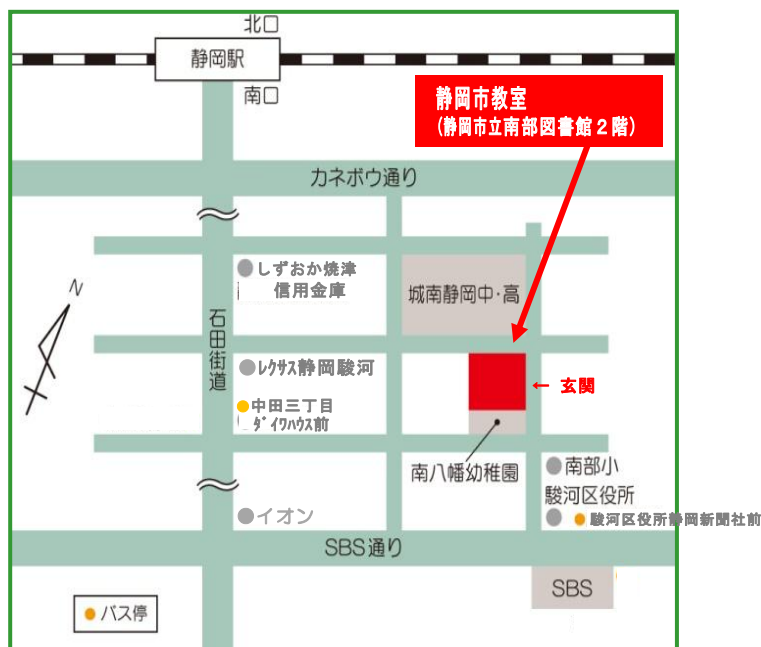 北口
静岡駅
南口
静岡市教室
(静岡市立南部図書館２階)
カネボウ通り
N
しずおか焼津
信用金庫
城南静岡中・高
石田街道
レクサス静岡駿河
← 玄関
中田三丁目
ダイワハウス前
南八幡幼稚園
南部小
駿河区役所
イオン
駿河区役所静岡新聞社前
SBS通り
SBS
バス停